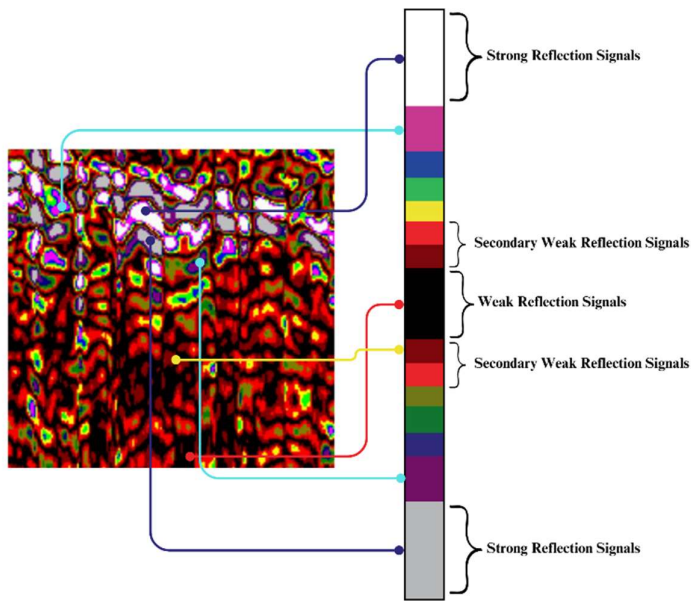 Strong Reflection Signals
Secondary Weak Reflection Signals
Weak Reflection Signals
Secondary Weak Reflection Signals
Strong Reflection Signals